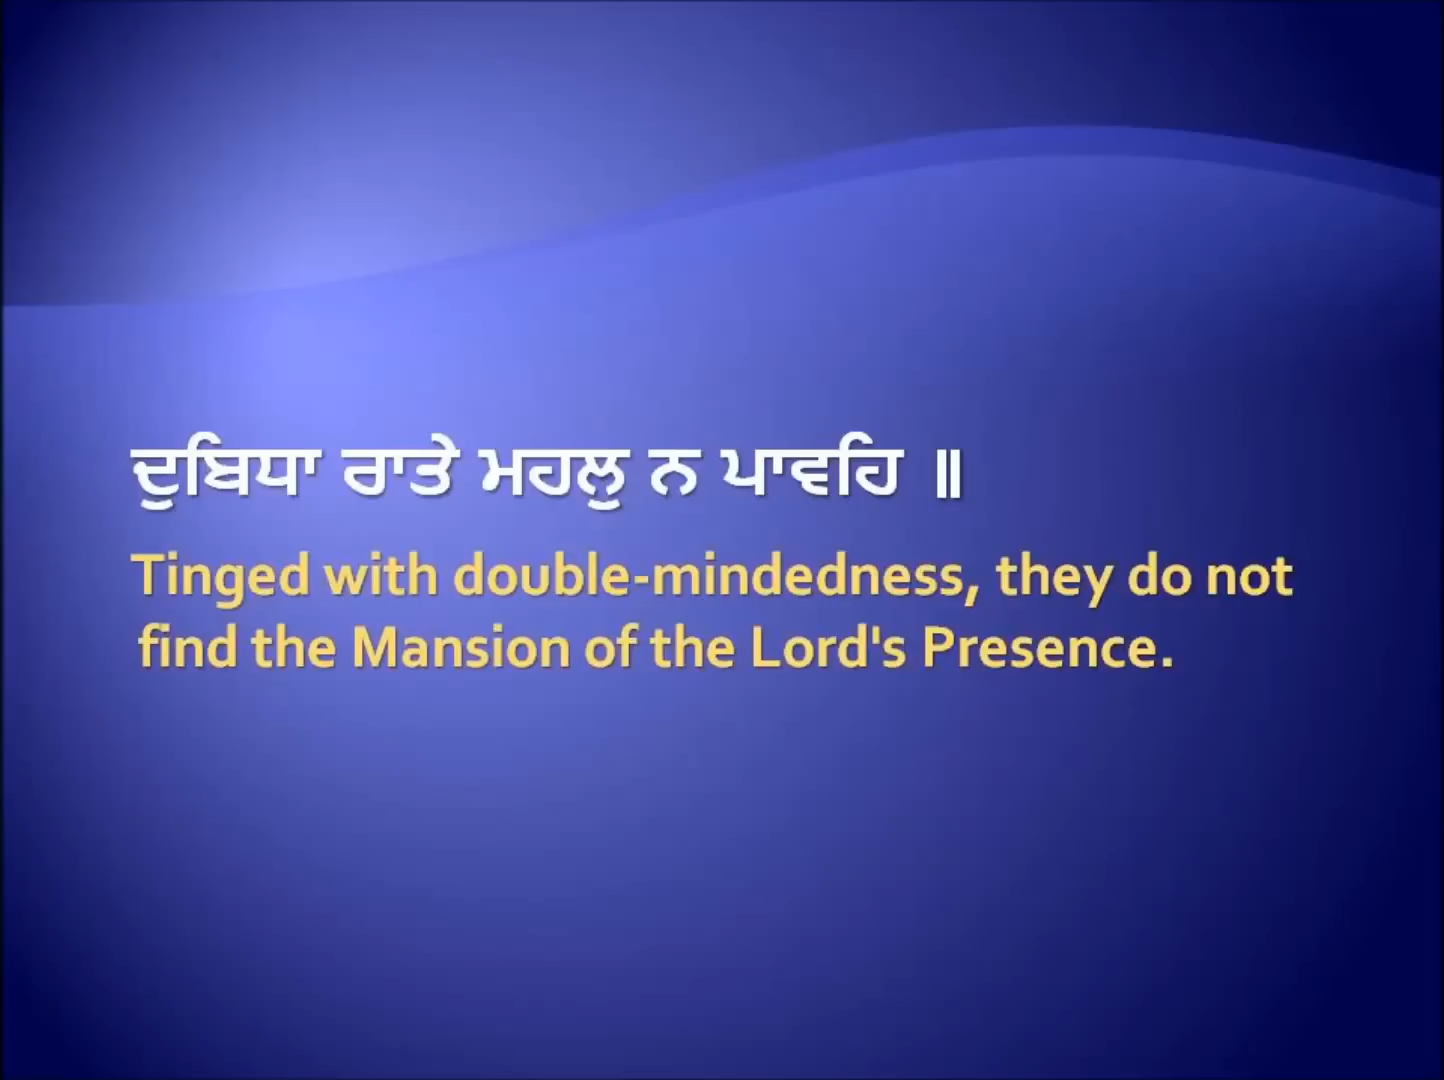 ਦੁਬਿਧਾ ਰਾਤੇ ਮਹਲੁ ਨ ਪਾਵਹਿ ॥
Tinged with double-mindedness, they do not
find the Mansion of the Lord's Presence.